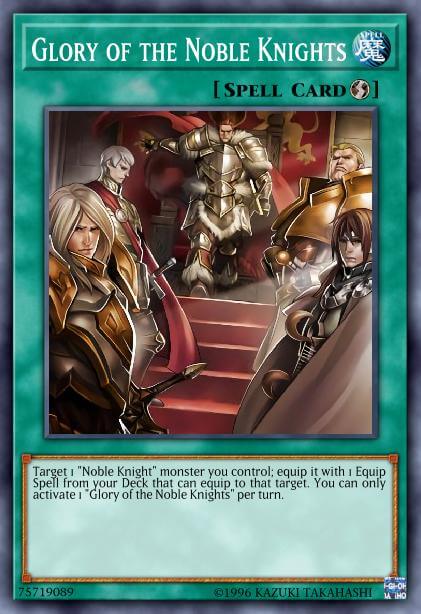 Glory of the Noble Knights
SPELL
魔
[Spell Card]
Target 1 "Noble Knight" monster you control; equip it with 1 Equip
Spell from your Deck that can equip to that target. You can only
activate 1 "Glory of the Noble Knights" per turn.
75719089
©1996 KAZUKI TAKAHASHI